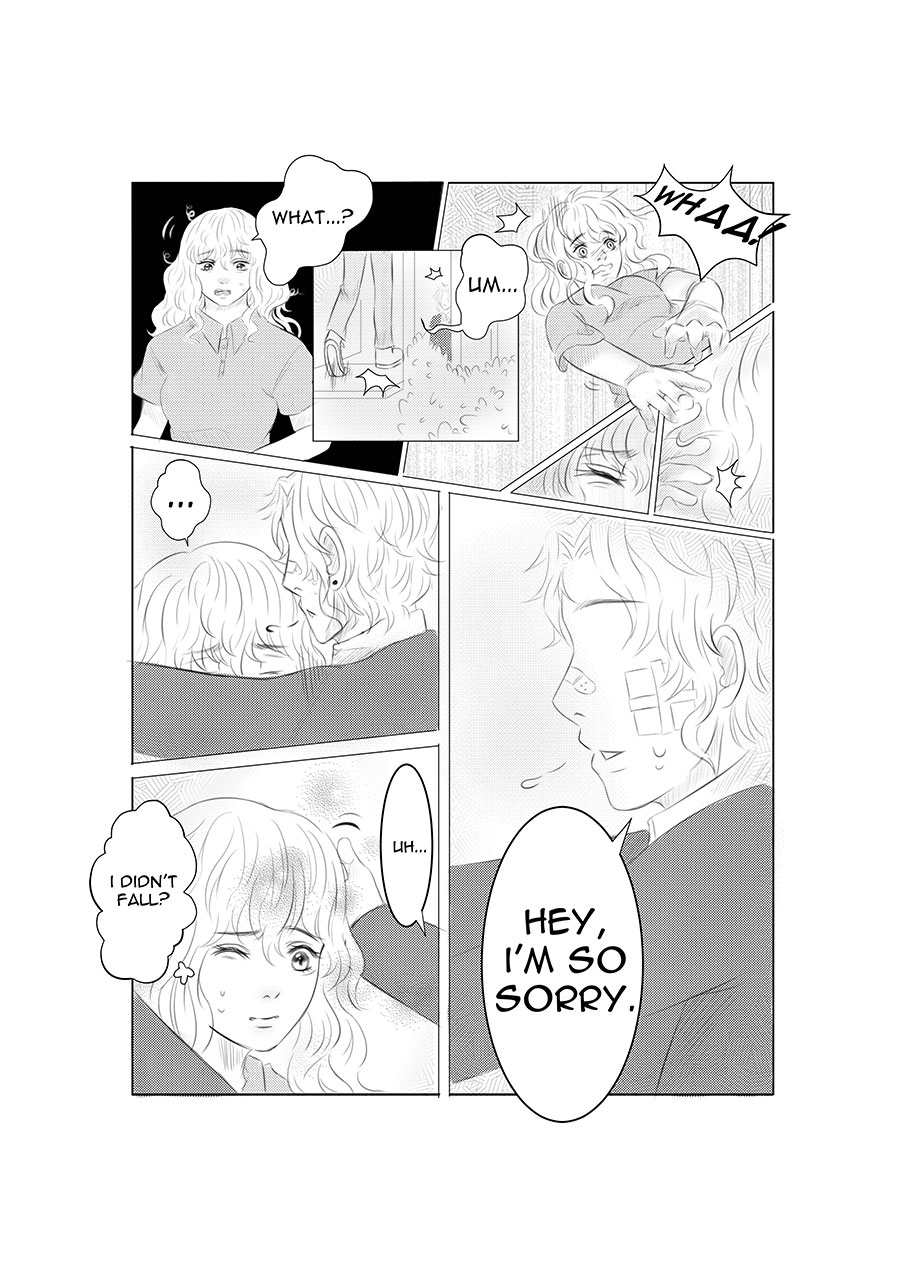 WHAT...?
UM...
WHAA!
...
I DIDN'T
FALL?
UH...
HEY,
I'M SO
SORRY.